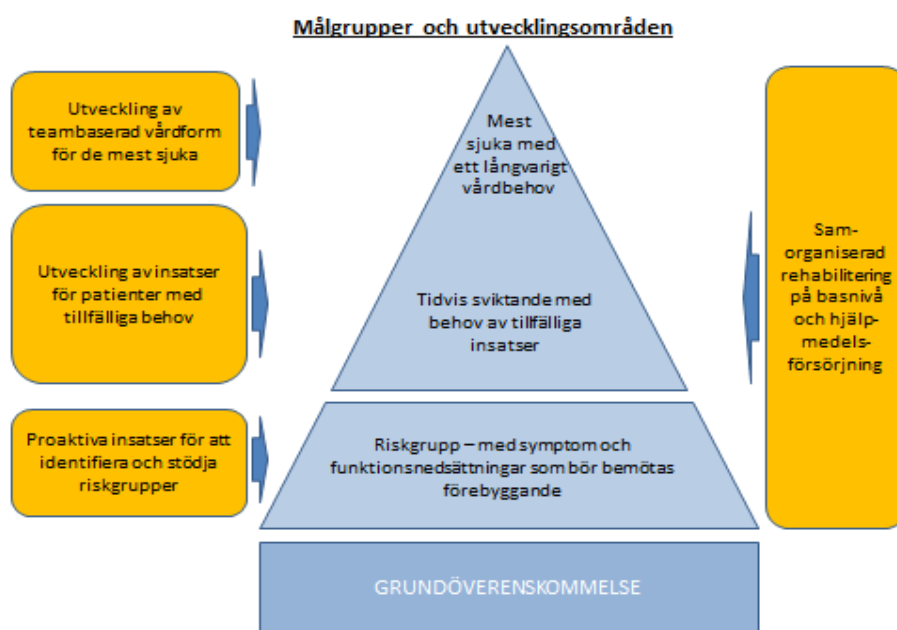 Målgrupper och utvecklingsområden
Utveckling av
teambaserad vårdform
för de mest sjuka
Mest
sjuka med
ett långvarigt
vårdbehov
Utveckling av insatser
för patienter med
tillfälliga behov
Tidvis sviktande med
behov av tillfälliga
insatser
Sam-
organiserad
rehabilitering
på basnivå
och hjälp-
medels-
försörjning
Proaktiva insatser för att
identifiera och stödja
riskgrupper
Riskgrupp – med symptom och
funktionsnedsättningar som bör bemötas
förebyggande
GRUNDÖVERENSKOMMELSE